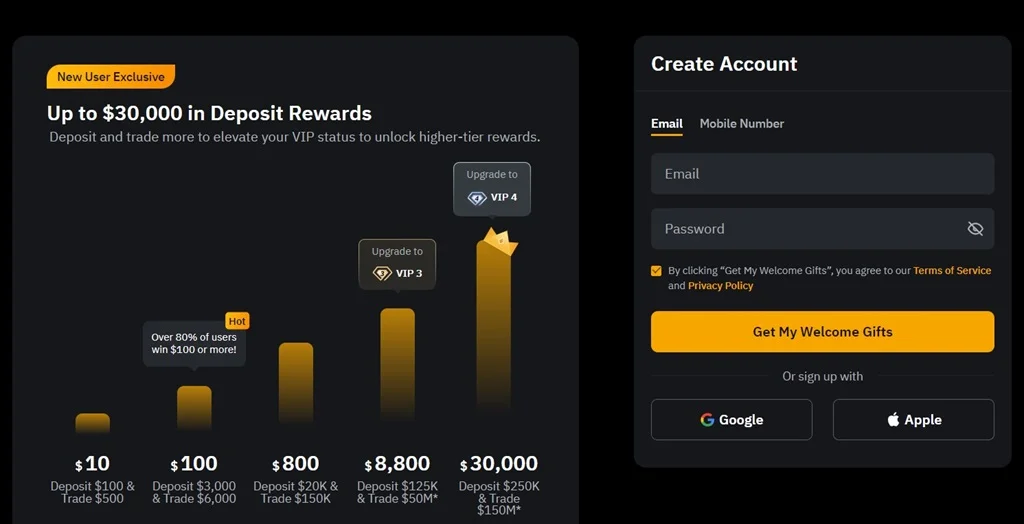 New User Exclusive
Up to $30,000 in Deposit Rewards
Deposit and trade more to elevate your VIP status to unlock higher-tier rewards.
Upgrade to
VIP 4
Upgrade to
VIP 3
Hot
Over 80% of users
win $100 or more!
$10
Deposit $100 &
Trade $500
$100
Deposit $3,000
& Trade $6,000
$800
Deposit $20K &
Trade $150K
$8,800
Deposit $125K
& Trade $50M*
$30,000
Deposit $250K
& Trade
$150M*
Create Account
Email
Mobile Number
Email
Password
By clicking “Get My Welcome Gifts”, you agree to our Terms of Service
and Privacy Policy
Get My Welcome Gifts
Or sign up with
Google
Apple